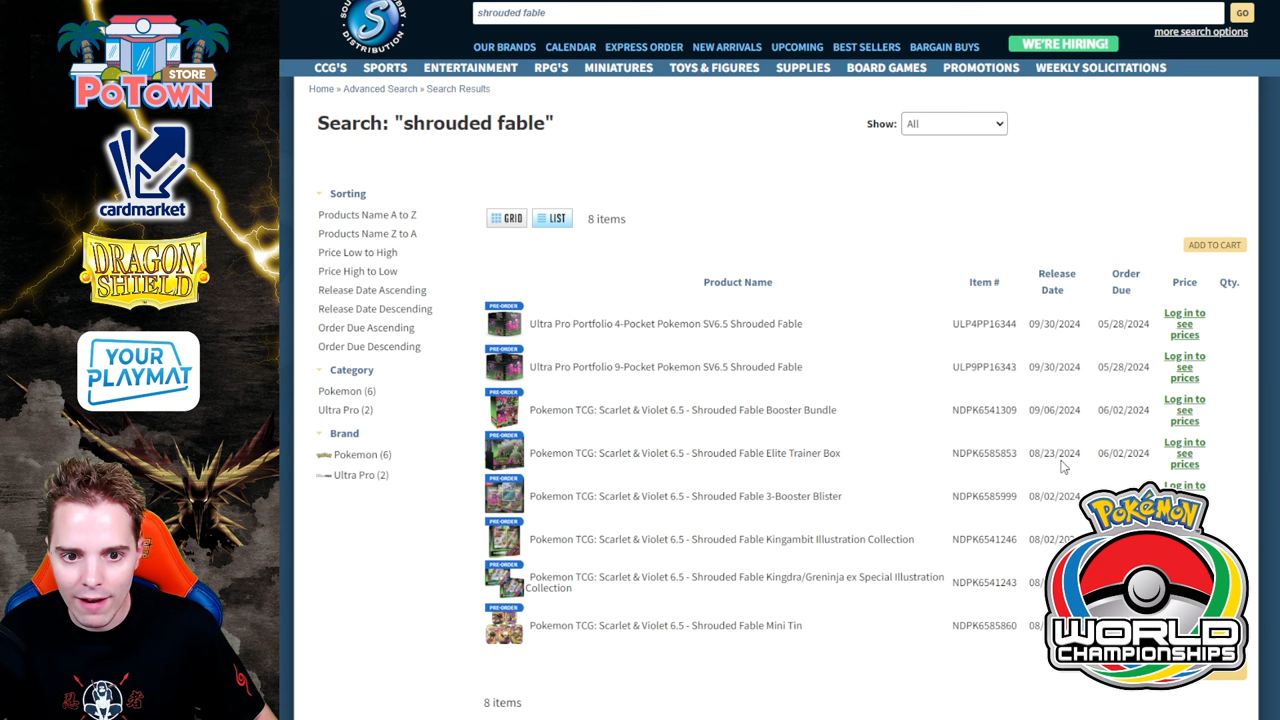 POTOWN
STORE
cardmarket
DRAGON
SHIELD
YOUR
PLAYMAT
shrouded fable
GO
more search options
OUR BRANDS CALENDAR EXPRESS ORDER NEW ARRIVALS UPCOMING BEST SELLERS BARGAIN BUYS
WE'RE HIRING!
CCG'S SPORTS ENTERTAINMENT RPG'S MINIATURES TOYS & FIGURES SUPPLIES BOARD GAMES PROMOTIONS WEEKLY SOLICITATIONS
Home » Advanced Search » Search Results
Search: "shrouded fable"
Show: All
Sorting
Products Name A to Z
Products Name Z to A
Price Low to High
Price High to Low
Release Date Ascending
Release Date Descending
Order Due Ascending
Order Due Descending
Category
Pokemon (6)
Ultra Pro (2)
Brand
Pokemon (6)
Ultra Pro (2)
GRID LIST 8 items
ADD TO CART
Product Name Item # Release Date Order Due Price Qty.
PRE-ORDER
Ultra Pro Portfolio 4-Pocket Pokemon SV6.5 Shrouded Fable ULP4PP16344 09/30/2024 05/28/2024 Log in to see prices
PRE-ORDER
Ultra Pro Portfolio 9-Pocket Pokemon SV6.5 Shrouded Fable ULP9PP16343 09/30/2024 05/28/2024 Log in to see prices
PRE-ORDER
Pokemon TCG: Scarlet & Violet 6.5 - Shrouded Fable Booster Bundle NDPK6541309 09/06/2024 06/02/2024 Log in to see prices
PRE-ORDER
Pokemon TCG: Scarlet & Violet 6.5 - Shrouded Fable Elite Trainer Box NDPK6585853 08/23/2024 06/02/2024 Log in to see prices
PRE-ORDER
Pokemon TCG: Scarlet & Violet 6.5 - Shrouded Fable 3-Booster Blister NDPK6585999 08/02/2024 Log in to
PRE-ORDER
Pokemon TCG: Scarlet & Violet 6.5 - Shrouded Fable Kingambit Illustration Collection NDPK6541246 08/02/202
PRE-ORDER
Pokemon TCG: Scarlet & Violet 6.5 - Shrouded Fable Kingdra/Greninja ex Special Illustration
Collection NDPK6541243 08/
PRE-ORDER
Pokemon TCG: Scarlet & Violet 6.5 - Shrouded Fable Mini Tin NDPK6585860 08/
8 items
Pokémon
WORLD
CHAMPIONSHIPS